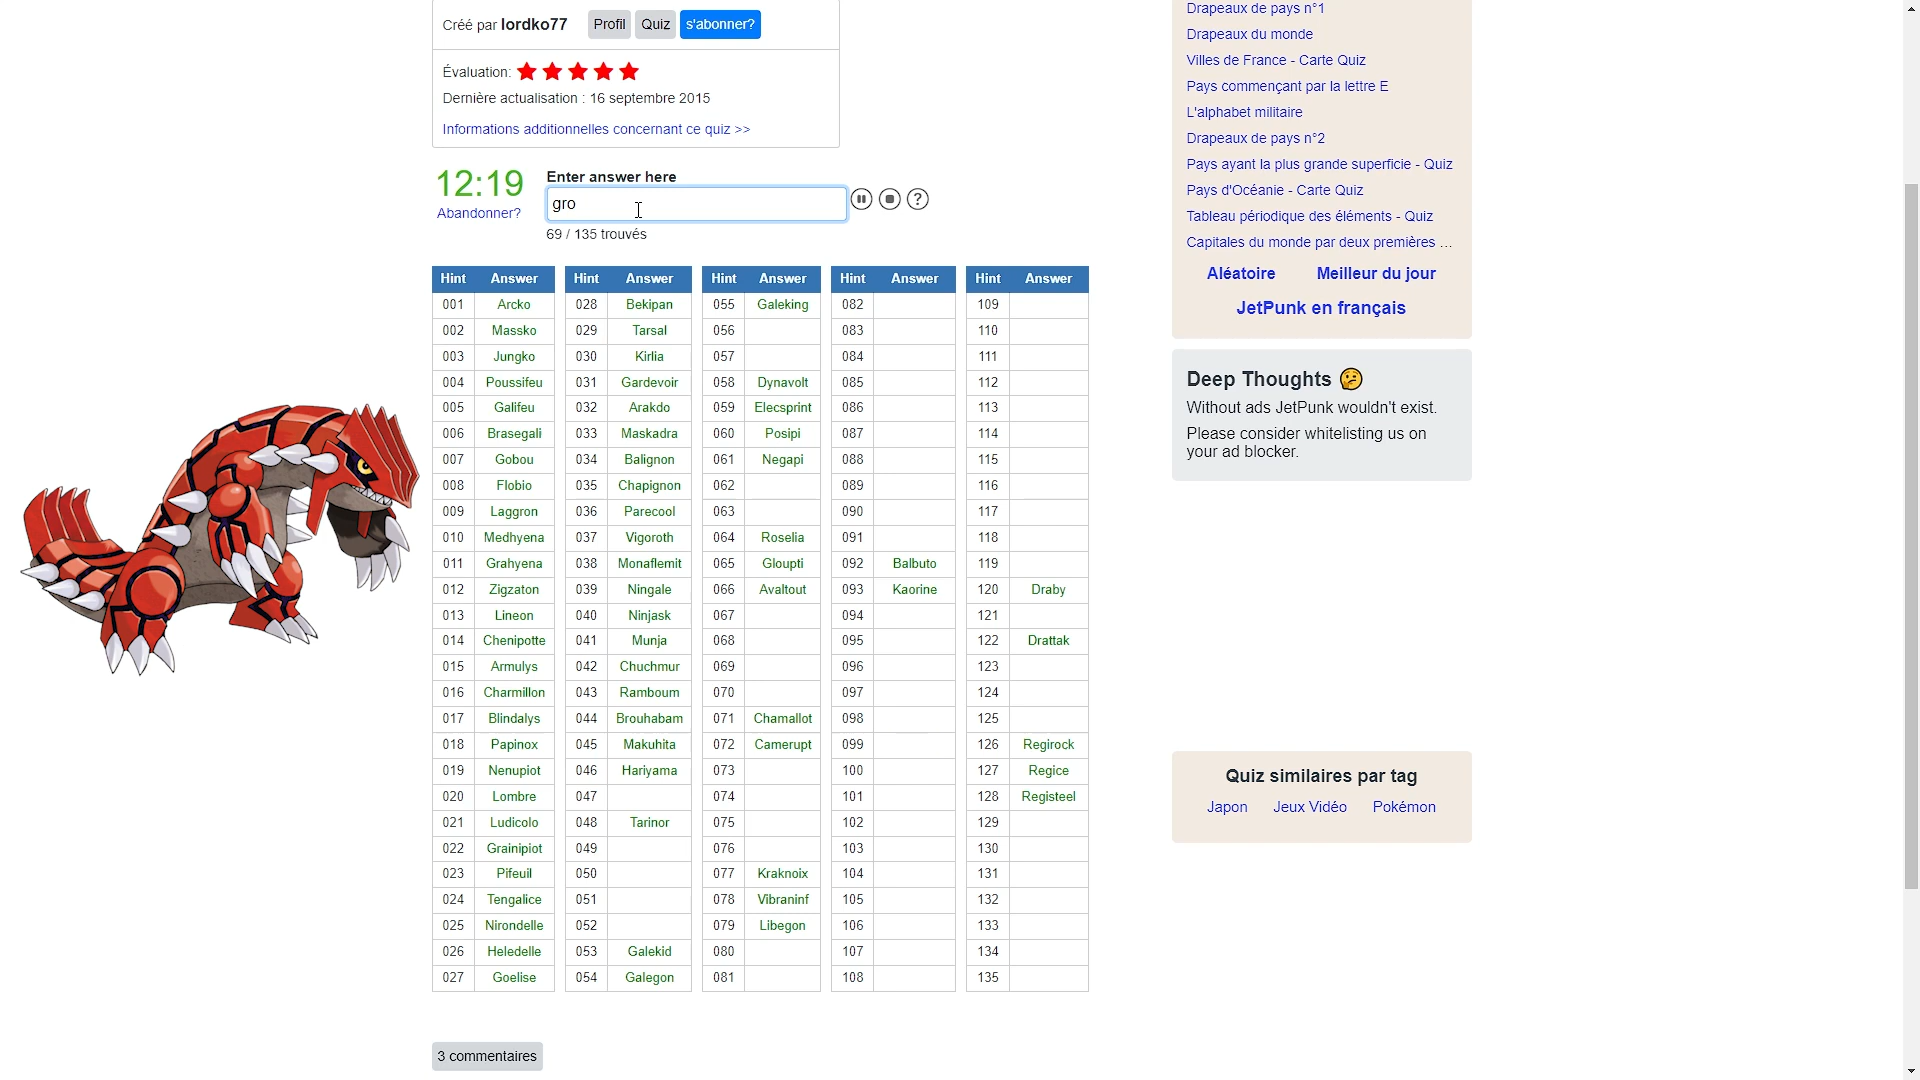 Créé par lordko77 Profil Quiz s'abonner?
Évaluation:
Dernière actualisation : 16 septembre 2015
Informations additionnelles concernant ce quiz >>
12:19
Abandonner?
Enter answer here
gro
?
69 / 135 trouvés
Hint Answer
001 Arcko
002 Massko
003 Jungko
004 Poussifeu
005 Galifeu
006 Brasegali
007 Gobou
008 Flobio
009 Laggron
010 Medhyena
011 Grahyena
012 Zigzaton
013 Lineon
014 Chenipotte
015 Armulys
016 Charmillon
017 Blindalys
018 Papinox
019 Nenupiot
020 Lombre
021 Ludicolo
022 Grainipiot
023 Pifeuil
024 Tengalice
025 Nirondelle
026 Heledelle
027 Goelise
Hint Answer
028 Bekipan
029 Tarsal
030 Kirlia
031 Gardevoir
032 Arakdo
033 Maskadra
034 Balignon
035 Chapignon
036 Parecool
037 Vigoroth
038 Monaflemit
039 Ningale
040 Ninjask
041 Munja
042 Chuchmur
043 Ramboum
044 Brouhabam
045 Makuhita
046 Hariyama
047
048 Tarinor
049
050
051
052
053 Galekid
054 Galegon
Hint Answer
055 Galeking
056
057
058 Dynavolt
059 Elecsprint
060 Posipi
061 Negapi
062
063
064 Roselia
065 Gloupti
066 Avaltout
067
068
069
070
071 Chamallot
072 Camerupt
073
074
075
076
077 Kraknoix
078 Vibraninf
079 Libegon
080
081
Hint Answer
082
083
084
085
086
087
088
089
090
091
092 Balbuto
093 Kaorine
094
095
096
097
098
099
100
101
102
103
104
105
106
107
108
Hint Answer
109
110
111
112
113
114
115
116
117
118
119
120 Draby
121
122 Drattak
123
124
125
126 Regirock
127 Regice
128 Registeel
129
130
131
132
133
134
135
3 commentaires
Drapeaux de pays n°1
Drapeaux du monde
Villes de France - Carte Quiz
Pays commençant par la lettre E
L'alphabet militaire
Drapeaux de pays n°2
Pays ayant la plus grande superficie - Quiz
Pays d'Océanie - Carte Quiz
Tableau périodique des éléments - Quiz
Capitales du monde par deux premières ...
Aléatoire Meilleur du jour
JetPunk en français
Deep Thoughts
Without ads JetPunk wouldn't exist.
Please consider whitelisting us on
your ad blocker.
Quiz similaires par tag
Japon Jeux Vidéo Pokémon